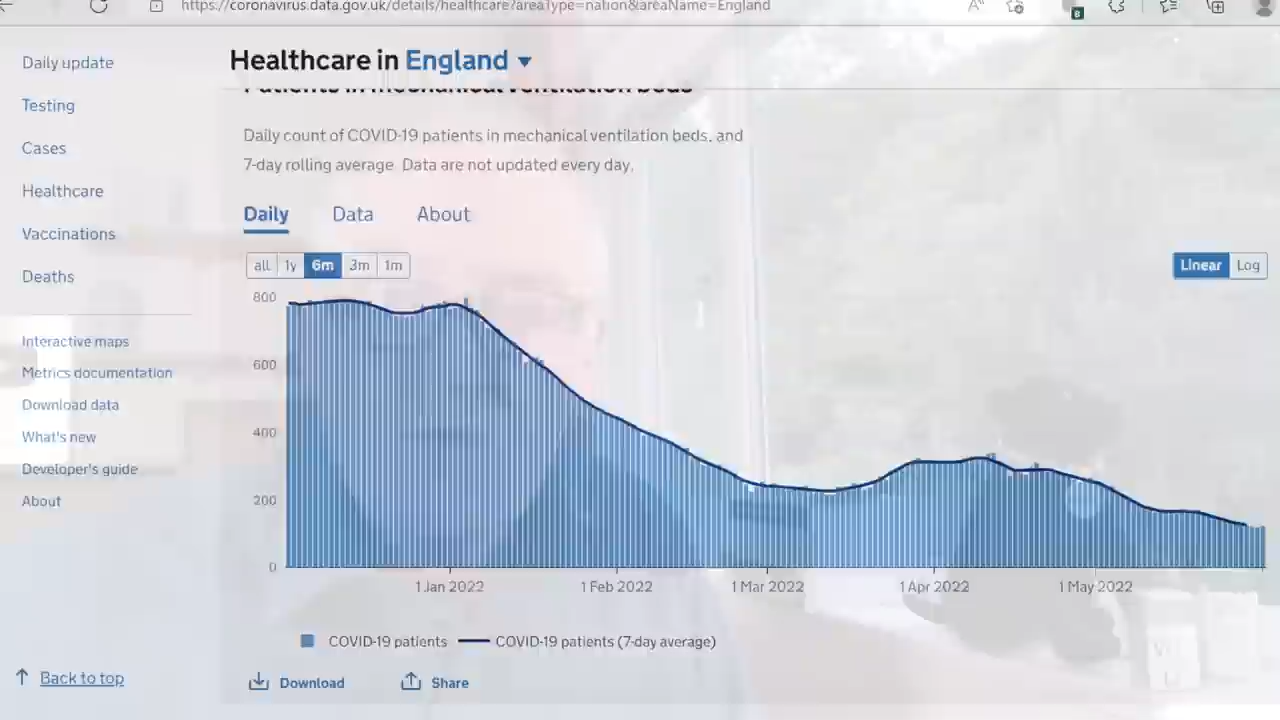 https://coronavirus.data.gov.uk/details/healthcare?areaType=nation&areaName=England
Daily update
Testing
Cases
Healthcare
Vaccinations
Deaths
Interactive maps
Metrics documentation
Download data
What's new
Developer's guide
About
Back to top
Healthcare in England
Patients in mechanical ventilation beds
Daily count of COVID-19 patients in mechanical ventilation beds, and
7-day rolling average. Data are not updated every day.
Daily Data About
all 1y 6m 3m 1m
Linear Log
800
600
400
200
0
1 Jan 2022 1 Feb 2022 1 Mar 2022 1 Apr 2022 1 May 2022
COVID-19 patients COVID-19 patients (7-day average)
Download Share